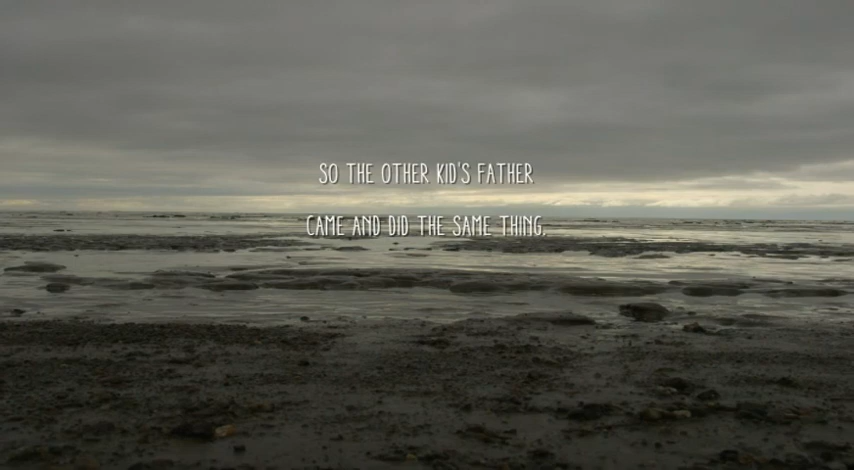 SO THE OTHER KID'S FATHER
CAME AND DID THE SAME THING.